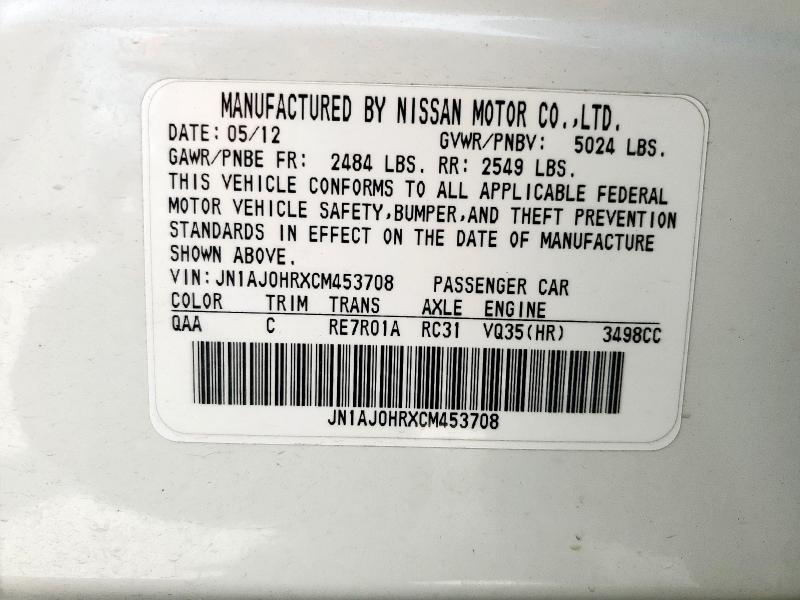 MANUFACTURED BY NISSAN MOTOR CO.,LTD.
DATE: 05/12 GVWR/PNBV: 5024 LBS.
GAWR/PNBE FR: 2484 LBS. RR: 2549 LBS.
THIS VEHICLE CONFORMS TO ALL APPLICABLE FEDERAL
MOTOR VEHICLE SAFETY,BUMPER,AND THEFT PREVENTION
STANDARDS IN EFFECT ON THE DATE OF MANUFACTURE
SHOWN ABOVE.
VIN: JN1AJ0HRXCM453708 PASSENGER CAR
COLOR TRIM TRANS AXLE ENGINE
QAA C RE7R01A RC31 VQ35(HR) 3498CC
JN1AJ0HRXCM453708